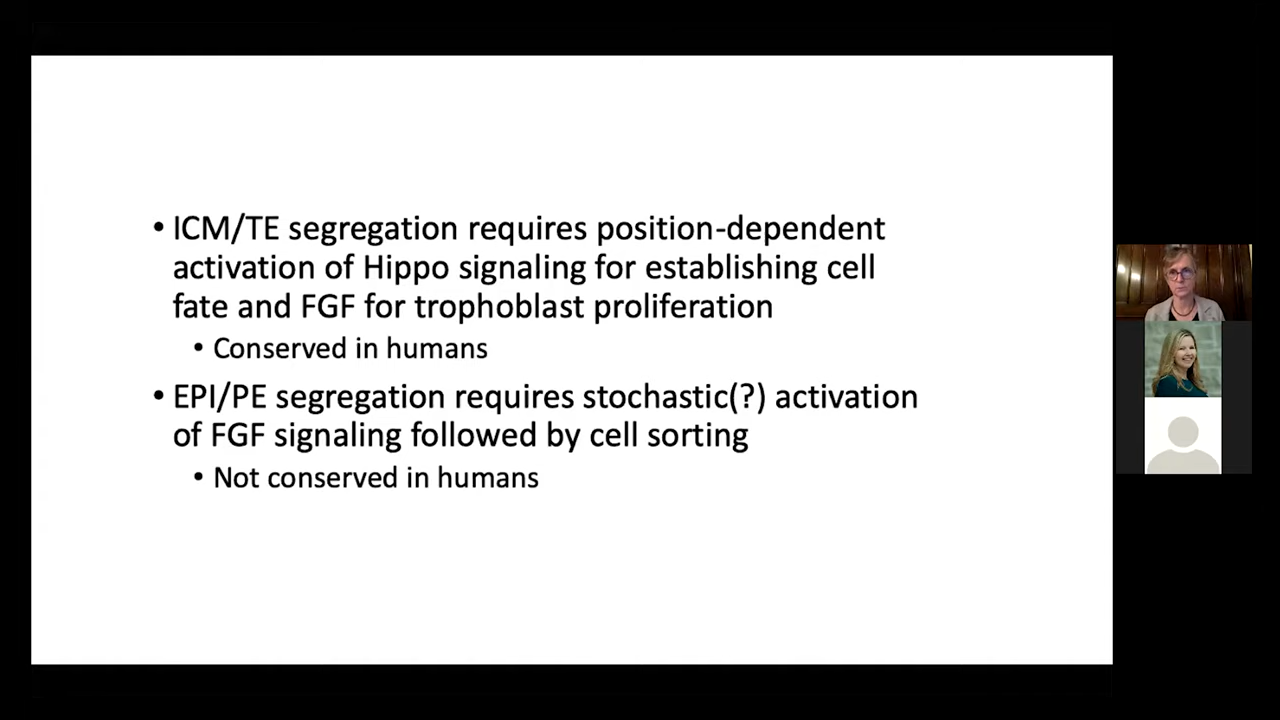 • ICM/TE segregation requires position-dependent
activation of Hippo signaling for establishing cell
fate and FGF for trophoblast proliferation
• Conserved in humans
• EPI/PE segregation requires stochastic(?) activation
of FGF signaling followed by cell sorting
• Not conserved in humans